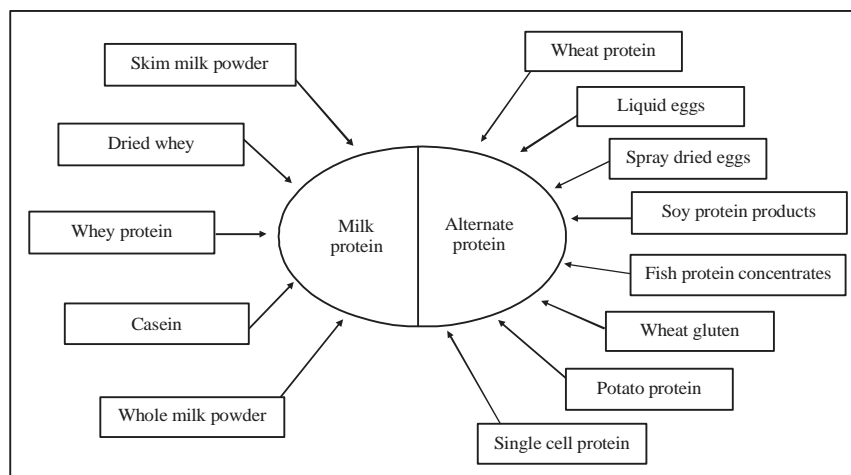 Skim milk powder
Dried whey
Whey protein
Casein
Whole milk powder
Milk
protein
Alternate
protein
Wheat protein
Liquid eggs
Spray dried eggs
Soy protein products
Fish protein concentrates
Wheat gluten
Potato protein
Single cell protein